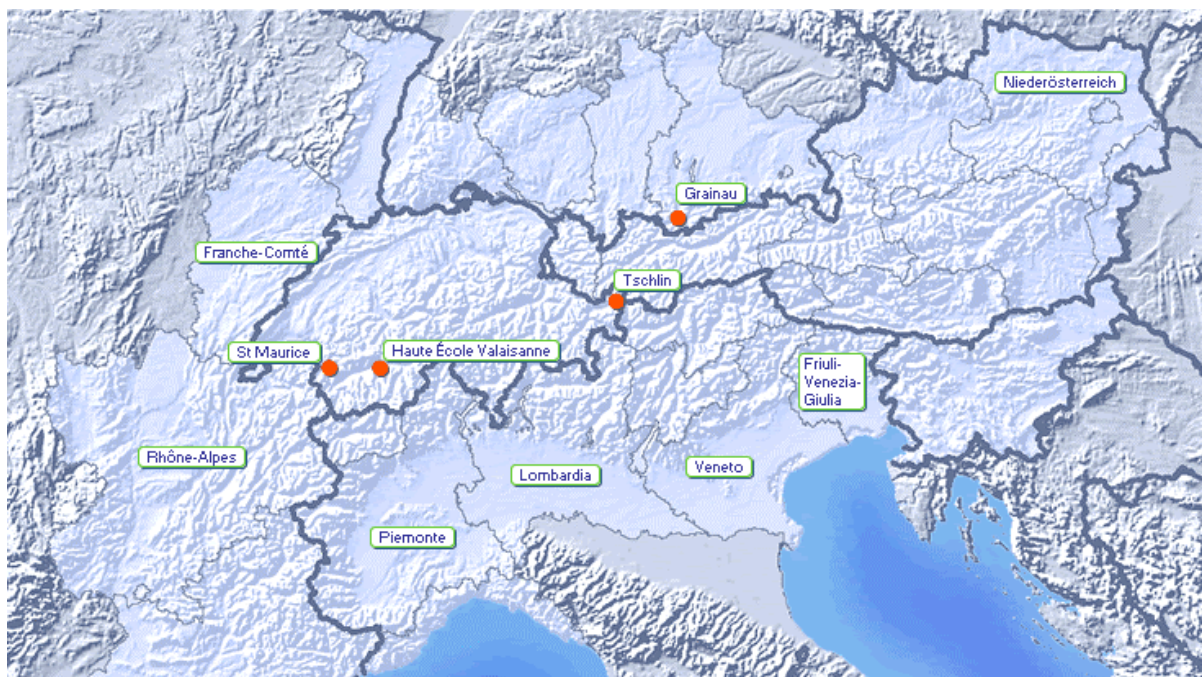 Niederösterreich
Grainau
Franche-Comté
Tschlin
St Maurice
Haute École Valaisanne
Friuli-
Venezia-
Giulia
Rhône-Alpes
Lombardia
Veneto
Piemonte